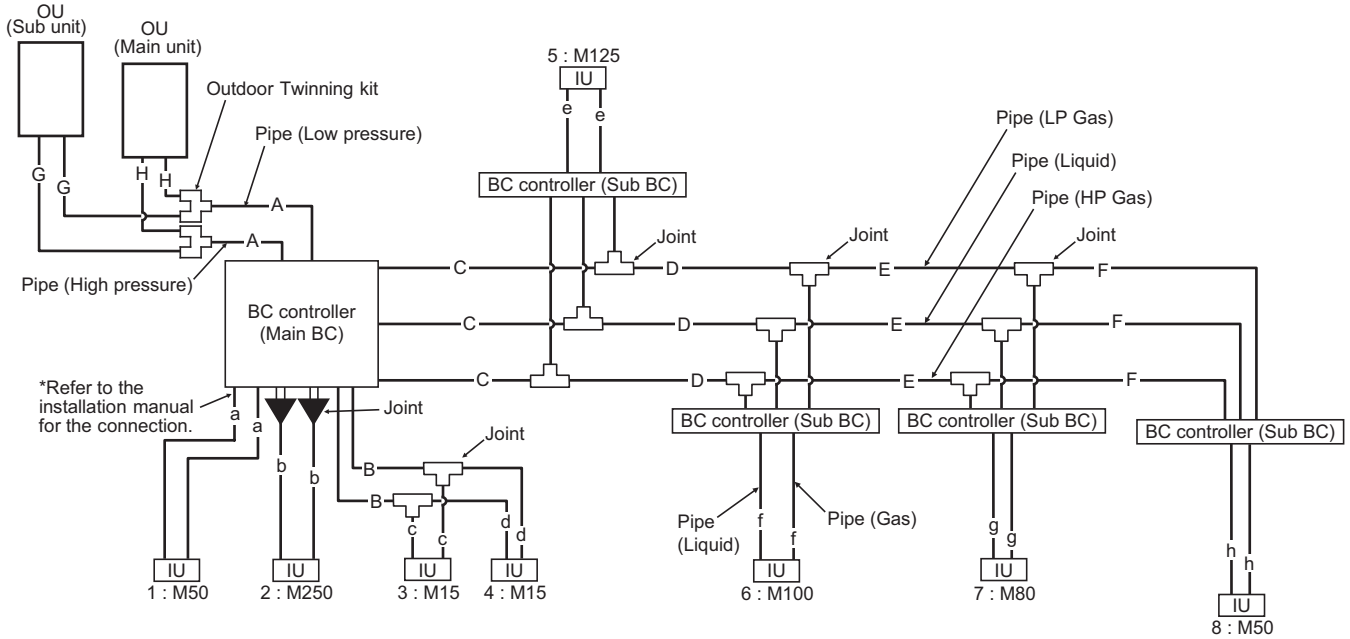 OU
(Sub unit)
OU
(Main unit)
Outdoor Twinning kit
Pipe (Low pressure)
5 : M125
IU
e
e
Pipe (LP Gas)
Pipe (Liquid)
Pipe (HP Gas)
G
G
H
H
BC controller (Sub BC)
A
A
Joint
Joint
Joint
Pipe (High pressure)
C
D
E
F
BC controller
(Main BC)
C
D
E
F
C
D
E
F
*Refer to the
installation manual
for the connection.
a
a
Joint
BC controller (Sub BC)
BC controller (Sub BC)
BC controller (Sub BC)
Joint
b
b
B
B
c
c
d
d
Pipe
(Liquid)
f
f
Pipe (Gas)
g
g
h
h
IU
1 : M50
IU
2 : M250
IU
3 : M15
IU
4 : M15
IU
6 : M100
IU
7 : M80
IU
8 : M50